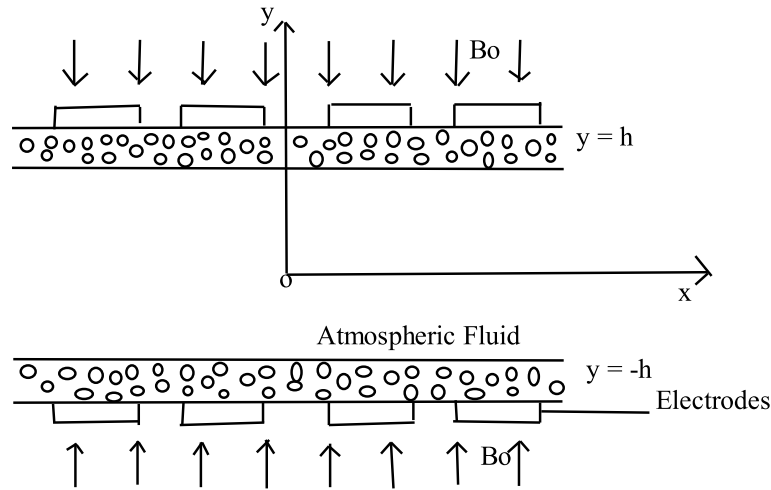 y
Bo
y = h
o
x
Atmospheric Fluid
y = -h
Electrodes
Bo